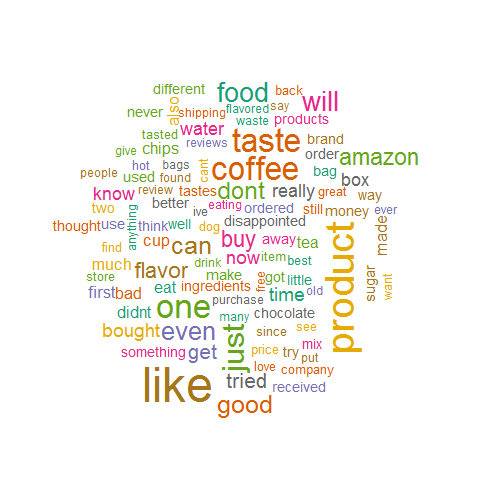 different
food
back
also
never
shipping
flavored
say
will
waste
products
water
tasted
chips
reviews
taste
brand
give
order
amazon
hot
bags
cant
coffee
bag
people
used
found
box
know
review
tastes
dont
really
great
way
two
better
ive
eating
ordered
still
money
ever
thought
use
anything
think
well
dog
disappointed
made
find
cup
can
buy
away
tea
much
flavor
drink
now
item
best
product
store
make
free
got
little
sugar
want
first
bad
eat
ingredients
time
old
didnt
one
purchase
many
chocolate
bought
even
just
since
see
something
get
price
try
mix
put
love
company
like
tried
received
good